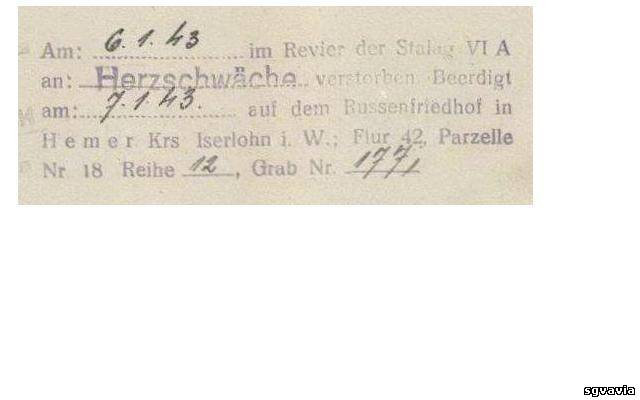 Am: 6.1.43 im Revier der Stalag VI A
an: Herzschwäche verstorben Beerdigt
am: 7.1.43. auf dem Russenfriedhof in
Hemer Krs Iserlohn i. W.; Flur 42, Parzelle
Nr 18 Reihe 12, Grab Nr. 177,
sgvavia